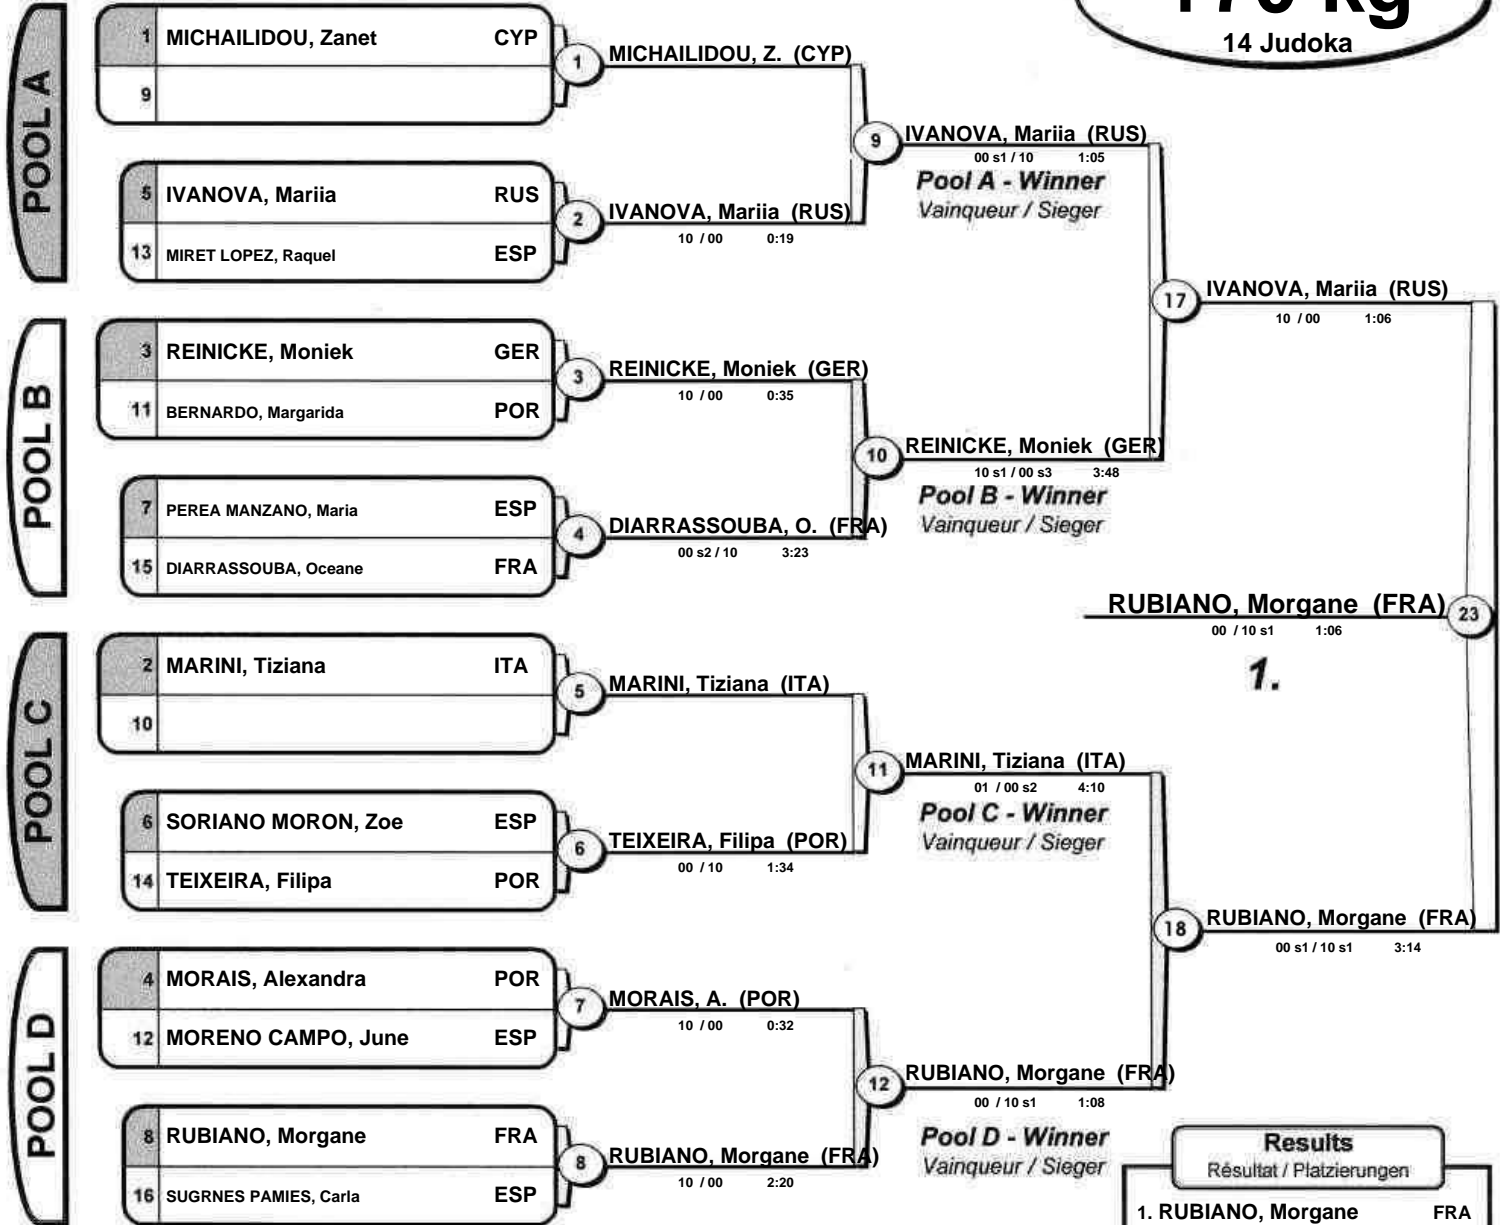 +70 kg
14 Judoka
POOL A
1 MICHAILIDOU, Zanet CYP
9
1
MICHAILIDOU, Z. (CYP)
5 IVANOVA, Mariia RUS
13 MIRET LOPEZ, Raquel ESP
2
IVANOVA, Mariia (RUS)
10 / 00 0:19
9
IVANOVA, Mariia (RUS)
00 s1 / 10 1:05
Pool A - Winner
Vainqueur / Sieger
POOL B
3 REINICKE, Moniek GER
11 BERNARDO, Margarida POR
3
REINICKE, Moniek (GER)
10 / 00 0:35
7 PEREA MANZANO, Maria ESP
15 DIARRASSOUBA, Oceane FRA
4
DIARRASSOUBA, O. (FRA)
00 s2 / 10 3:23
10
REINICKE, Moniek (GER)
10 s1 / 00 s3 3:48
Pool B - Winner
Vainqueur / Sieger
17
IVANOVA, Mariia (RUS)
10 / 00 1:06
RUBIANO, Morgane (FRA)
23
00 / 10 s1 1:06
1.
POOL C
2 MARINI, Tiziana ITA
10
5
MARINI, Tiziana (ITA)
6 SORIANO MORON, Zoe ESP
14 TEIXEIRA, Filipa POR
6
TEIXEIRA, Filipa (POR)
00 / 10 1:34
11
MARINI, Tiziana (ITA)
01 / 00 s2 4:10
Pool C - Winner
Vainqueur / Sieger
POOL D
4 MORAIS, Alexandra POR
12 MORENO CAMPO, June ESP
7
MORAIS, A. (POR)
10 / 00 0:32
8 RUBIANO, Morgane FRA
16 SUGRNES PAMIES, Carla ESP
8
RUBIANO, Morgane (FRA)
10 / 00 2:20
12
RUBIANO, Morgane (FRA)
00 / 10 s1 1:08
Pool D - Winner
Vainqueur / Sieger
18
RUBIANO, Morgane (FRA)
00 s1 / 10 s1 3:14
Results
Résultat / Platzierungen
1. RUBIANO, Morgane FRA